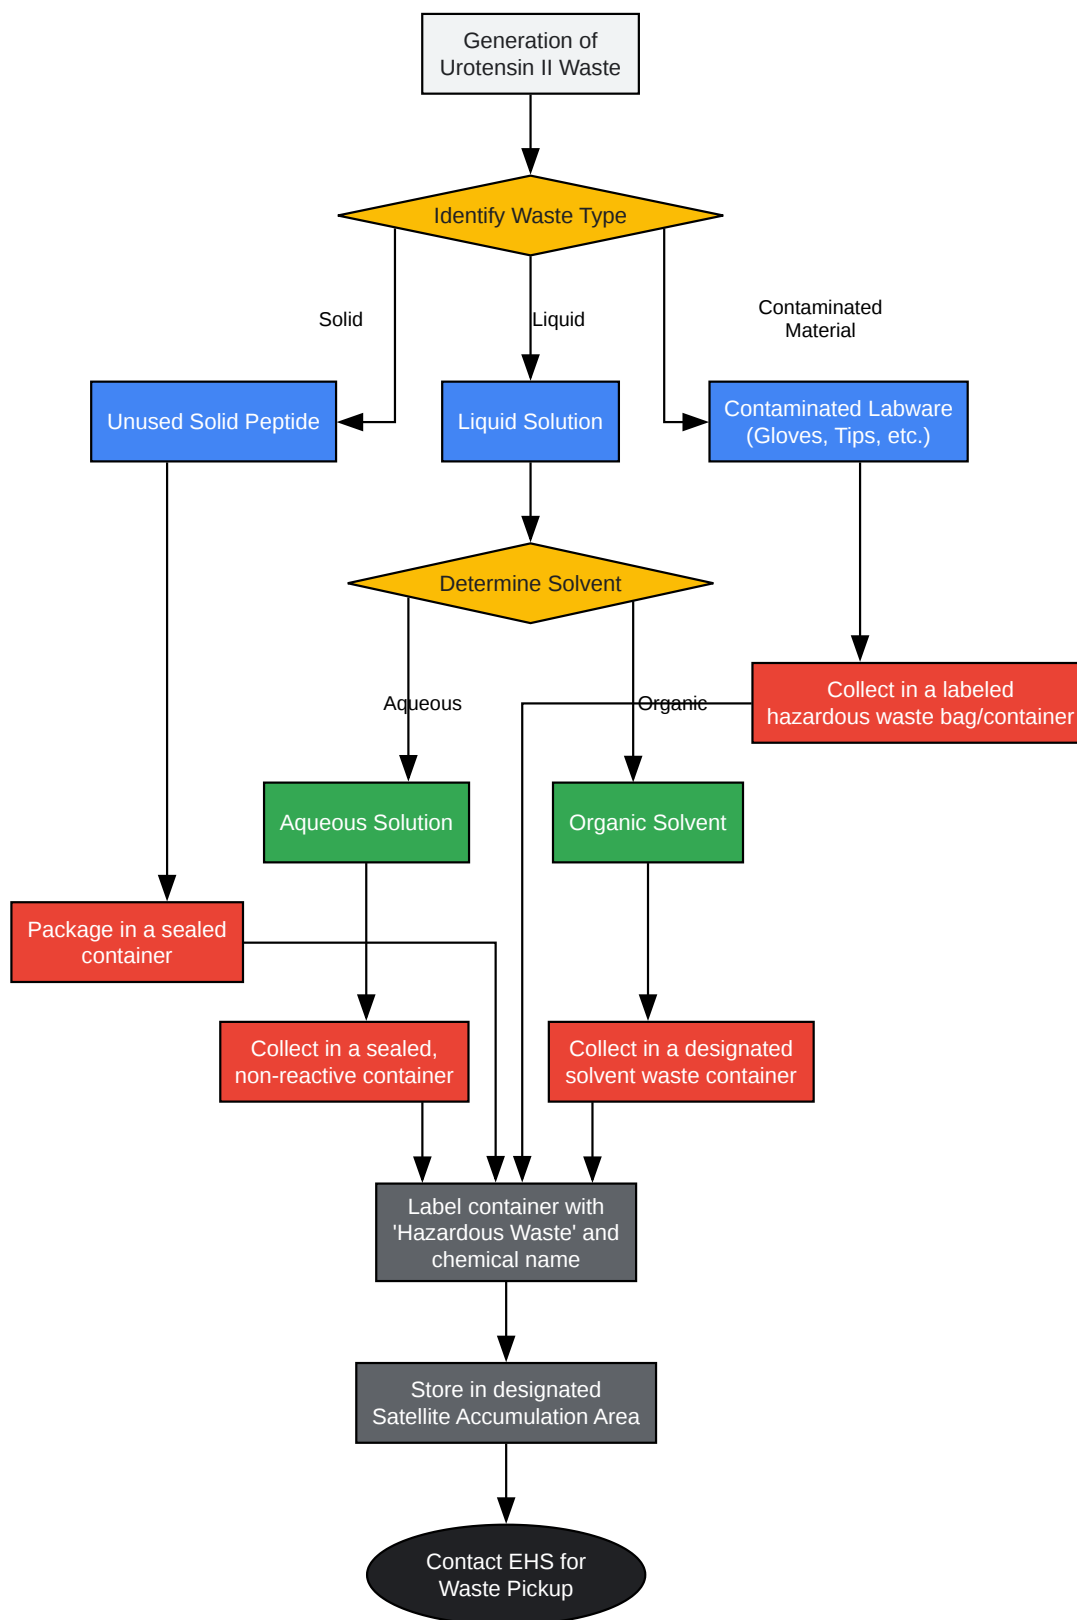 Generation of
Urotensin II Waste
Identify Waste Type
Solid
Liquid
Contaminated
Material
Unused Solid Peptide
Liquid Solution
Contaminated Labware
(Gloves, Tips, etc.)
Determine Solvent
Aqueous
Organic
Collect in a labeled
hazardous waste bag/container
Aqueous Solution
Organic Solvent
Package in a sealed
container
Collect in a sealed,
non-reactive container
Collect in a designated
solvent waste container
Label container with
'Hazardous Waste' and
chemical name
Store in designated
Satellite Accumulation Area
Contact EHS for
Waste Pickup